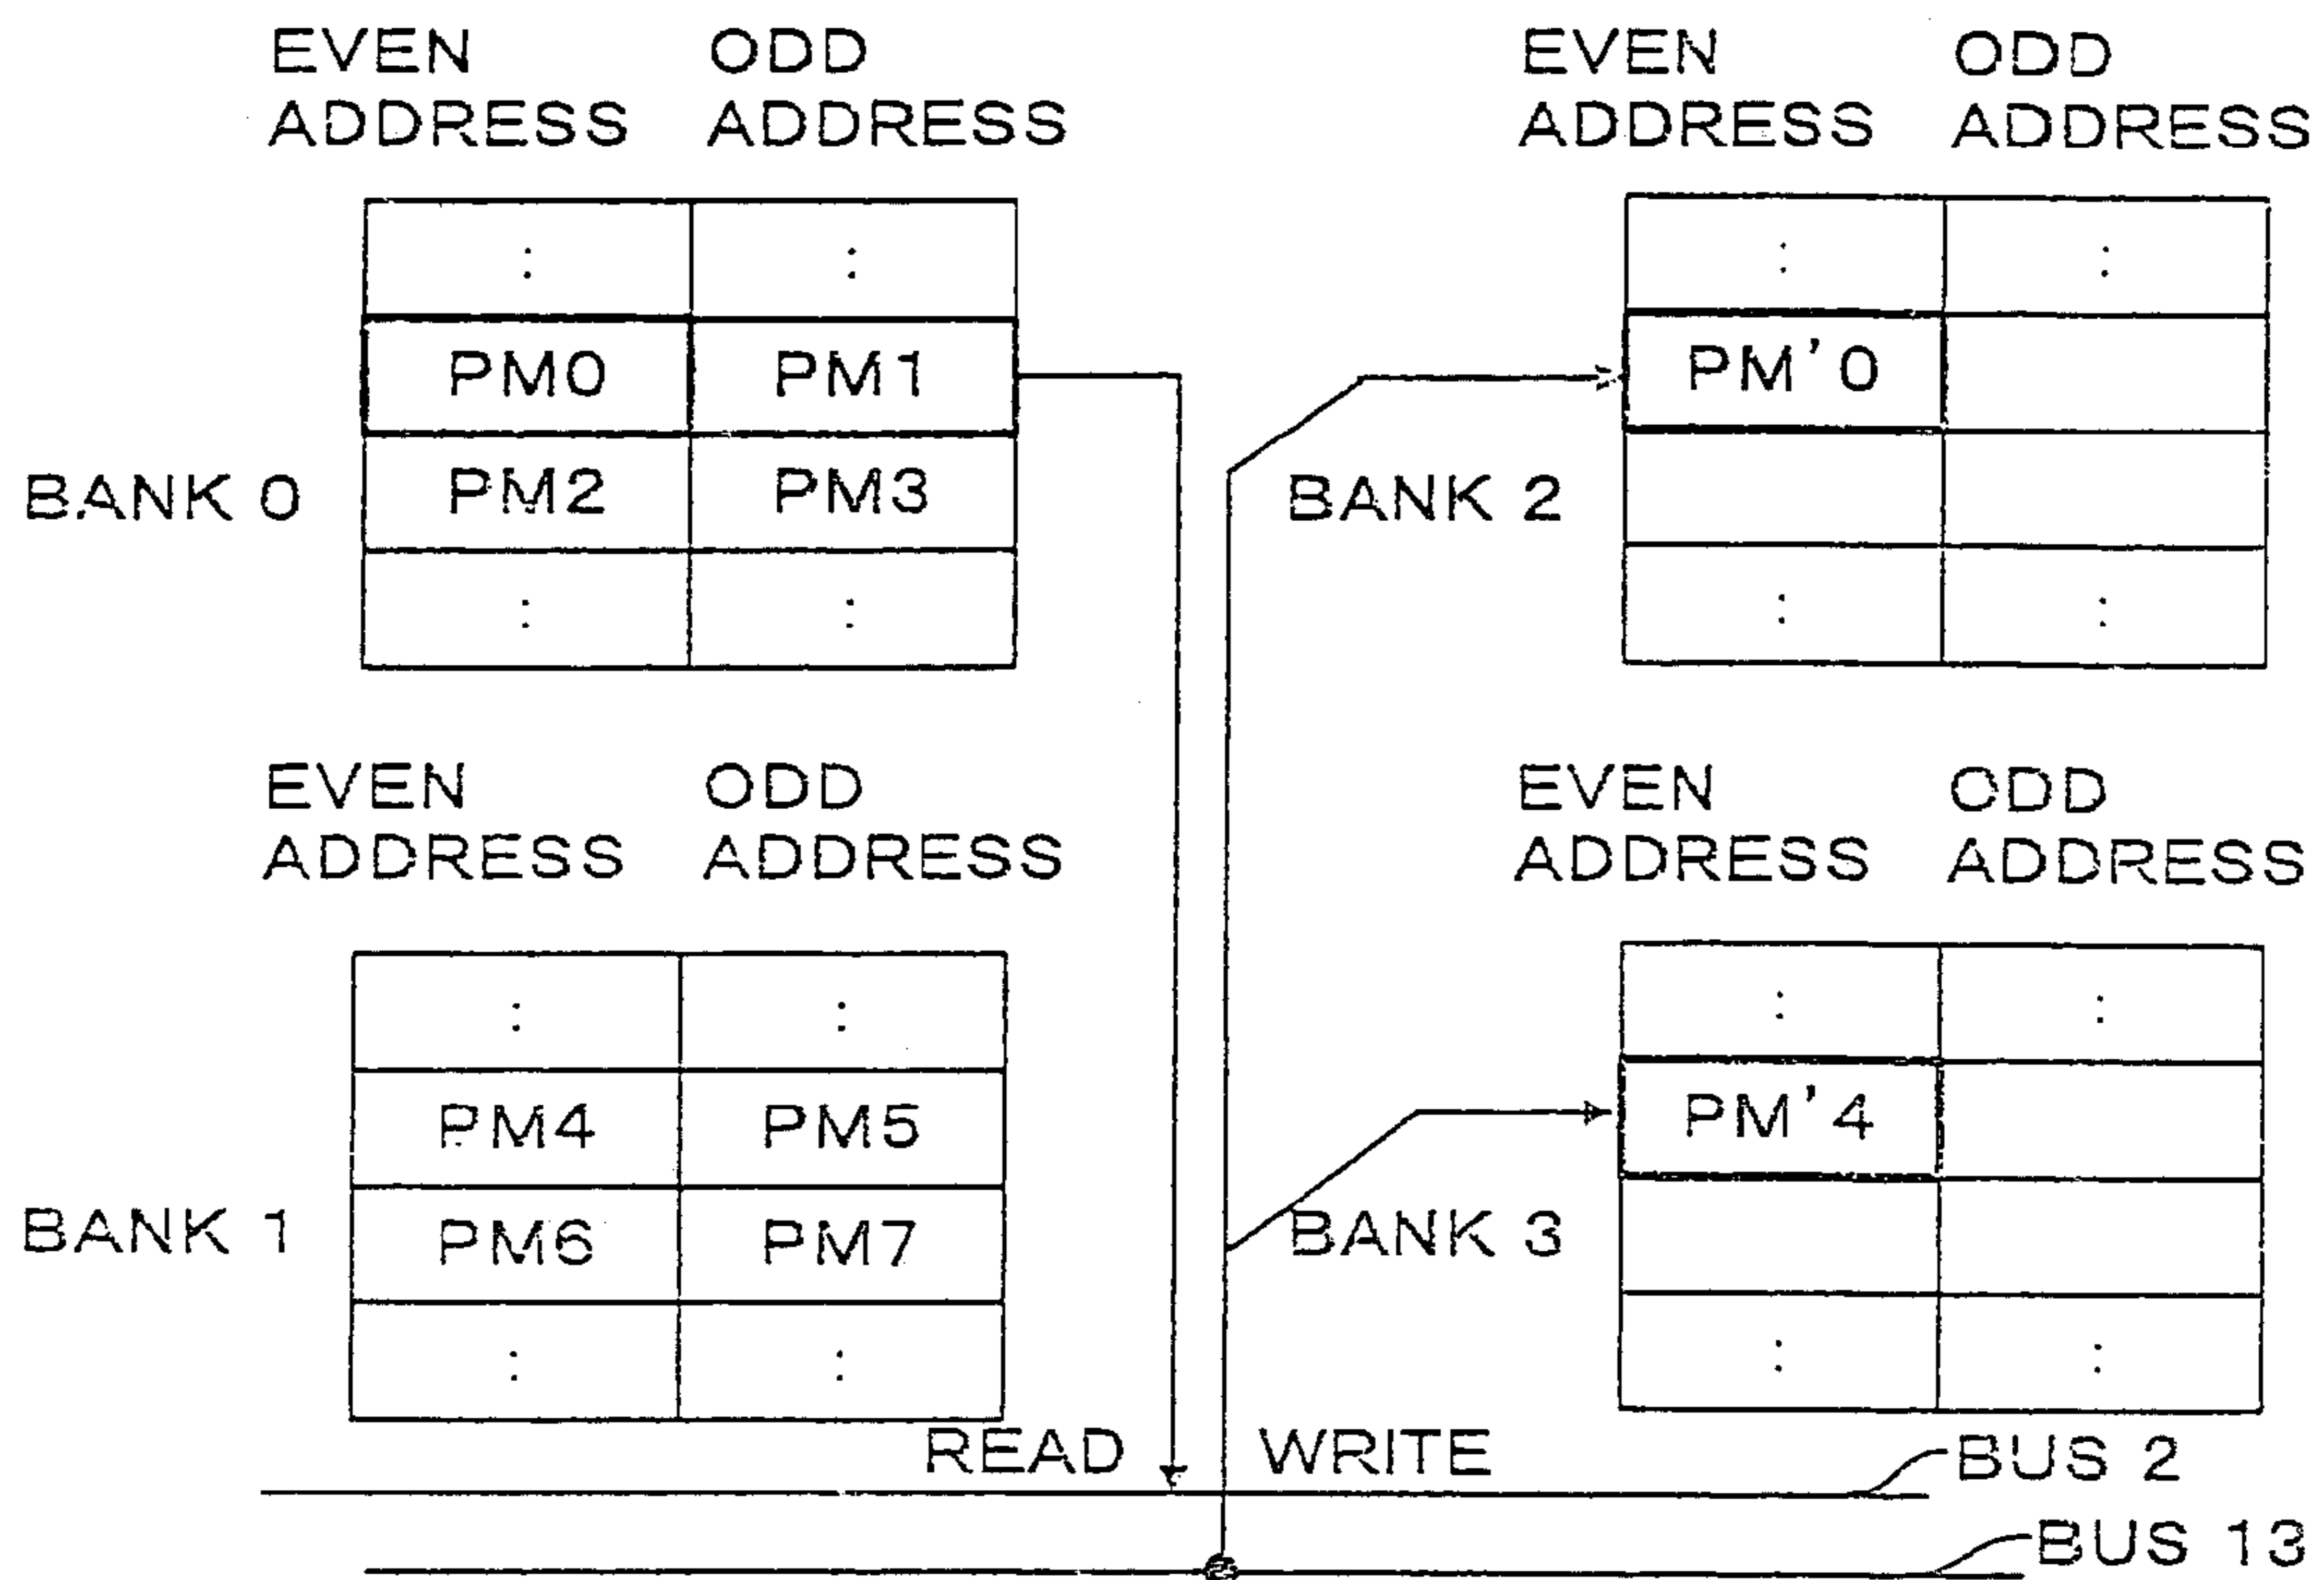 EVEN ADDRESS
ODD ADDRESS
EVEN ADDRESS
ODD ADDRESS
:
:
:
:
PM0
PM1
PM'0
PM2
PM3
BANK 0
BANK 2
:
:
:
:
EVEN ADDRESS
ODD ADDRESS
EVEN ADDRESS
ODD ADDRESS
:
:
:
:
PM4
PM5
PM'4
BANK 1
PM6
PM7
BANK 3
:
:
:
:
READ
WRITE
BUS 2
BUS 13